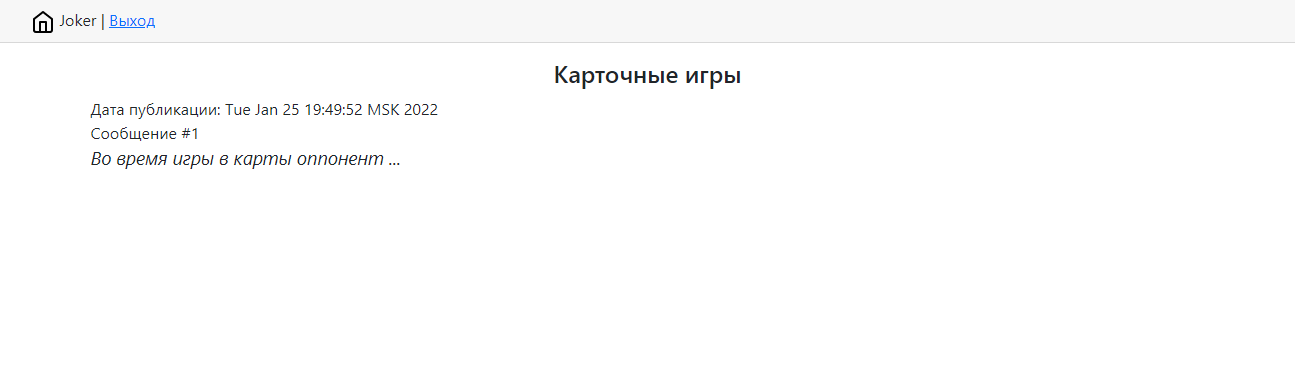 Joker | Выход
Карточные игры
Дата публикации: Tue Jan 25 19:49:52 MSK 2022
Сообщение #1
Во время игры в карты оппонент ...